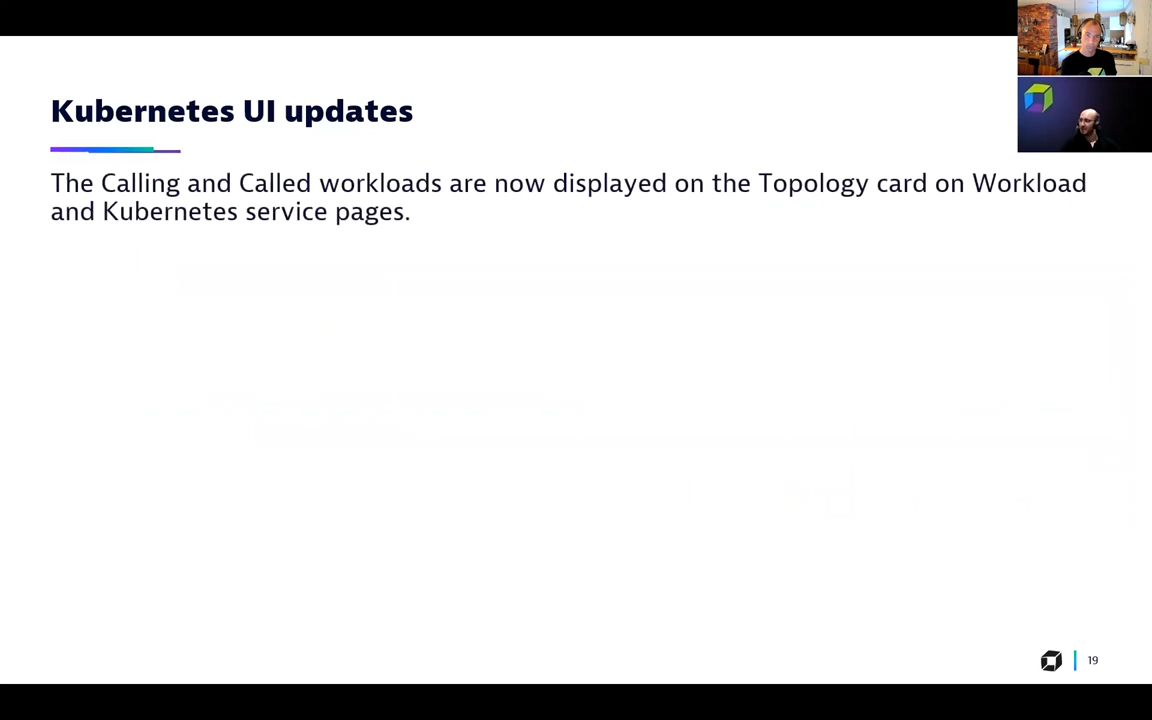 Kubernetes UI updates
The Calling and Called workloads are now displayed on the Topology card on Workload
and Kubernetes service pages.
19